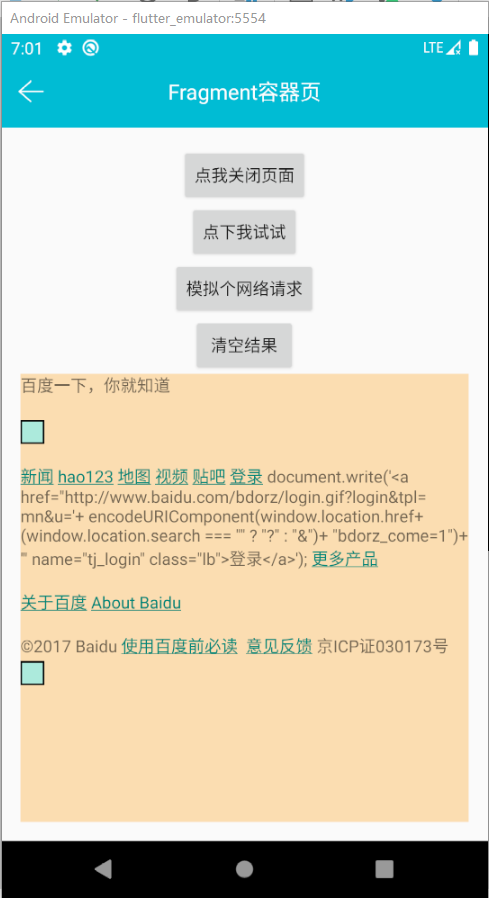 Android Emulator - flutter_emulator:5554
7:01 LTE
Fragment容器页
点我关闭页面
点下我试试
模拟个网络请求
清空结果
百度一下，你就知道
新闻 hao123 地图 视频 贴吧 登录 document.write('<a
href="http://www.baidu.com/bdorz/login.gif?login&tpl=
mn&u='+ encodeURIComponent(window.location.href+
(window.location.search === "" ? "?" : "&")+ "bdorz_come=1")+
'" name="tj_login" class="lb">登录</a>'); 更多产品
关于百度 About Baidu
©2017 Baidu 使用百度前必读 意见反馈 京ICP证030173号